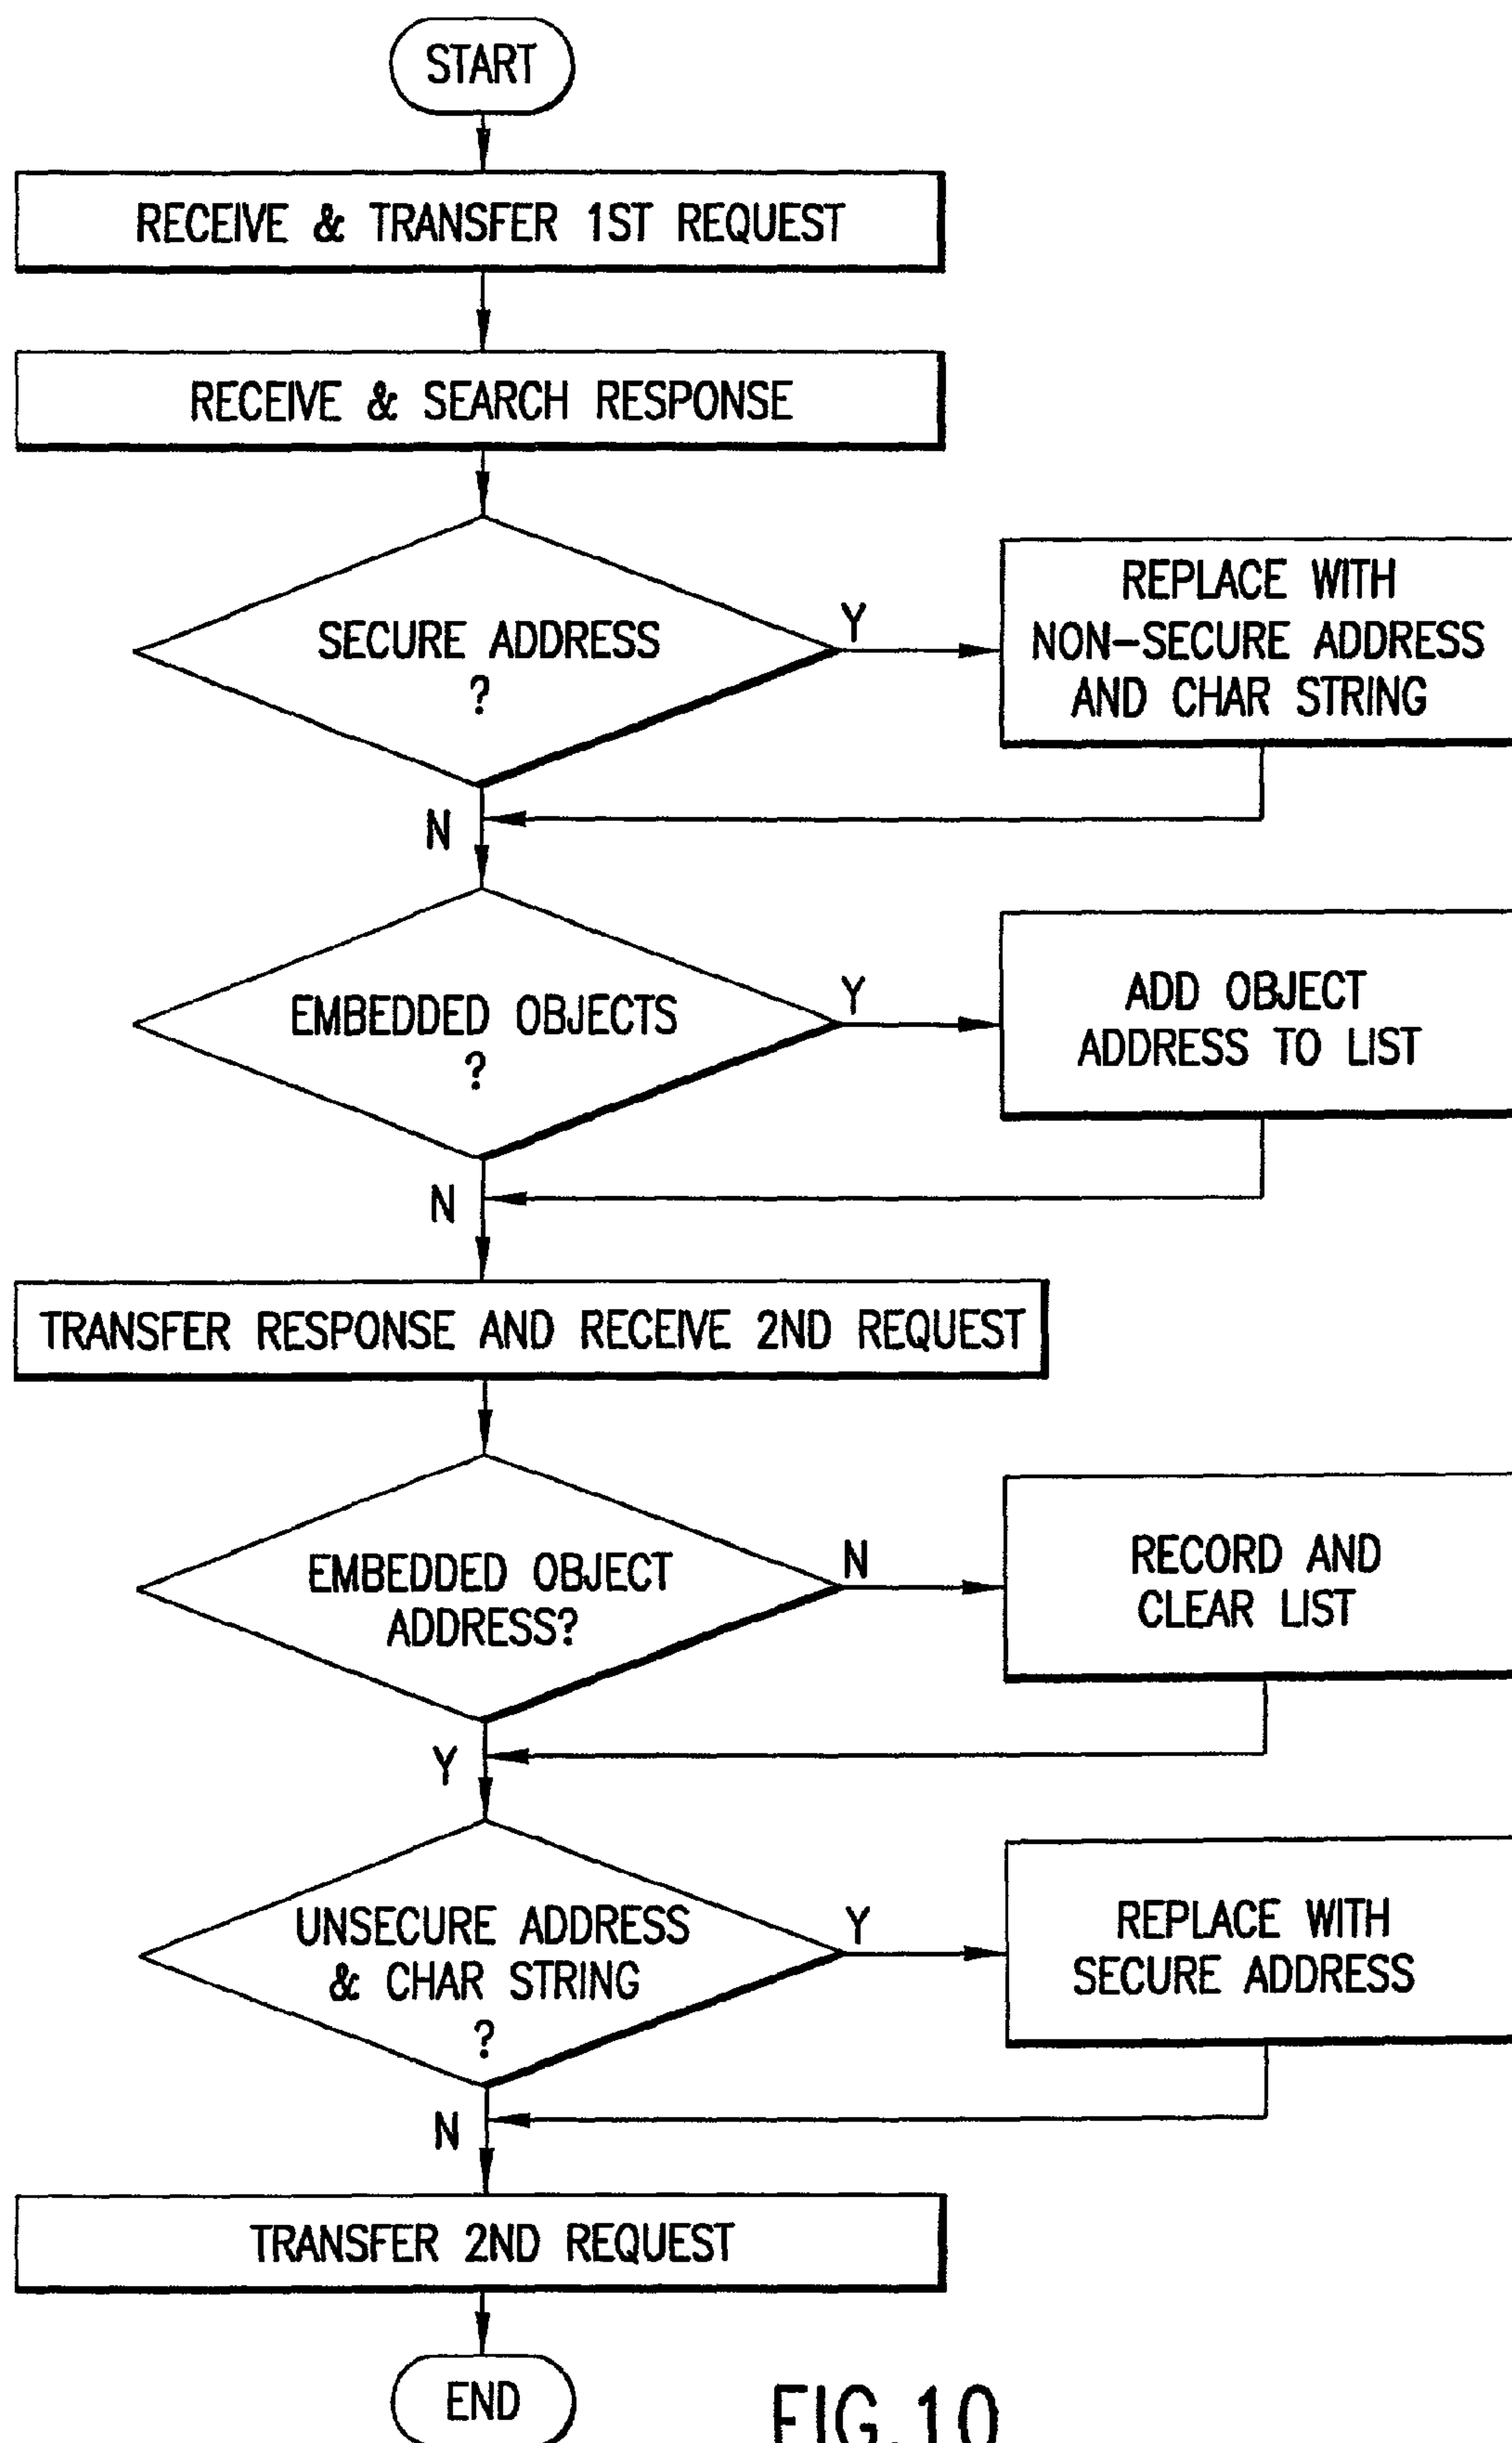 START
RECEIVE & TRANSFER 1ST REQUEST
RECEIVE & SEARCH RESPONSE
SECURE ADDRESS
?
Y
REPLACE WITH
NON-SECURE ADDRESS
AND CHAR STRING
N
EMBEDDED OBJECTS
?
Y
ADD OBJECT
ADDRESS TO LIST
N
TRANSFER RESPONSE AND RECEIVE 2ND REQUEST
EMBEDDED OBJECT
ADDRESS?
N
RECORD AND
CLEAR LIST
Y
UNSECURE ADDRESS
& CHAR STRING
?
Y
REPLACE WITH
SECURE ADDRESS
N
TRANSFER 2ND REQUEST
END
FIG.10